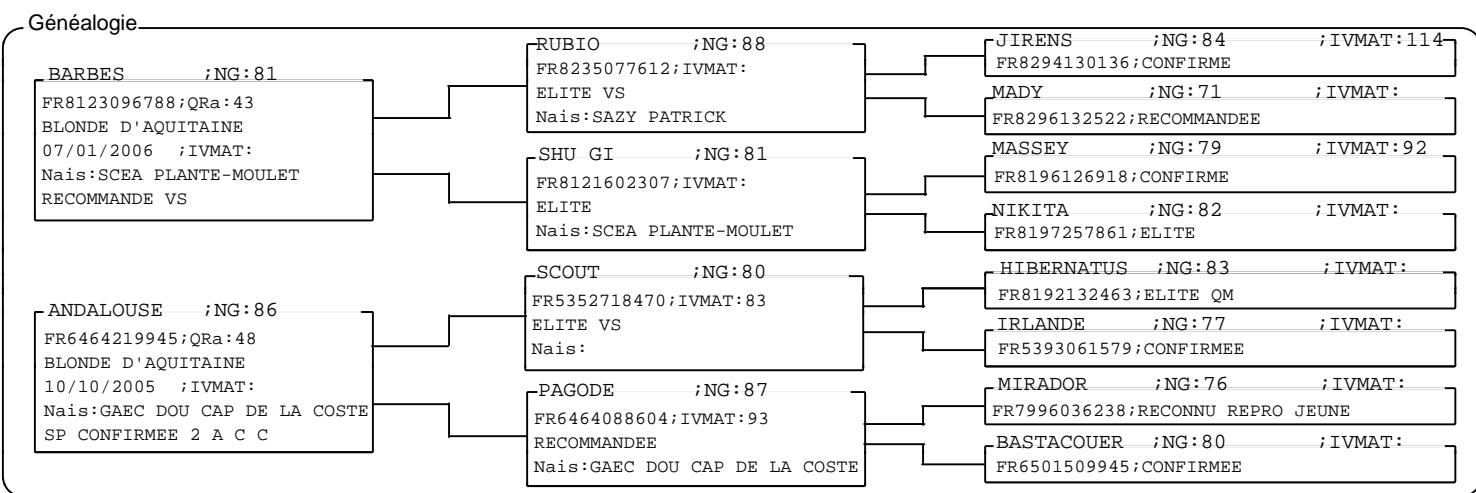 Généalogie
BARBES ;NG:81
FR8123096788;QRa:43
BLONDE D'AQUITAINE
07/01/2006 ;IVMAT:
Nais:SCEA PLANTE-MOULET
RECOMMANDE VS
ANDALOUSE ;NG:86
FR6464219945;QRa:48
BLONDE D'AQUITAINE
10/10/2005 ;IVMAT:
Nais:GAEC DOU CAP DE LA COSTE
SP CONFIRMEE 2 A C C
RUBIO ;NG:88
FR8235077612;IVMAT:
ELITE VS
Nais:SAZY PATRICK
SHU GI ;NG:81
FR8121602307;IVMAT:
ELITE
Nais:SCEA PLANTE-MOULET
SCOUT ;NG:80
FR5352718470;IVMAT:83
ELITE VS
Nais:
PAGODE ;NG:87
FR6464088604;IVMAT:93
RECOMMANDEE
Nais:GAEC DOU CAP DE LA COSTE
JIRENS ;NG:84 ;IVMAT:114
FR8294130136;CONFIRME
MADY ;NG:71 ;IVMAT:
FR8296132522;RECOMMANDEE
MASSEY ;NG:79 ;IVMAT:92
FR8196126918;CONFIRME
NIKITA ;NG:82 ;IVMAT:
FR8197257861;ELITE
HIBERNATUS ;NG:83 ;IVMAT:
FR8192132463;ELITE QM
IRLANDE ;NG:77 ;IVMAT:
FR5393061579;CONFIRMEE
MIRADOR ;NG:76 ;IVMAT:
FR7996036238;RECONNU REPRO JEUNE
BASTACOUER ;NG:80 ;IVMAT:
FR6501509945;CONFIRMEE